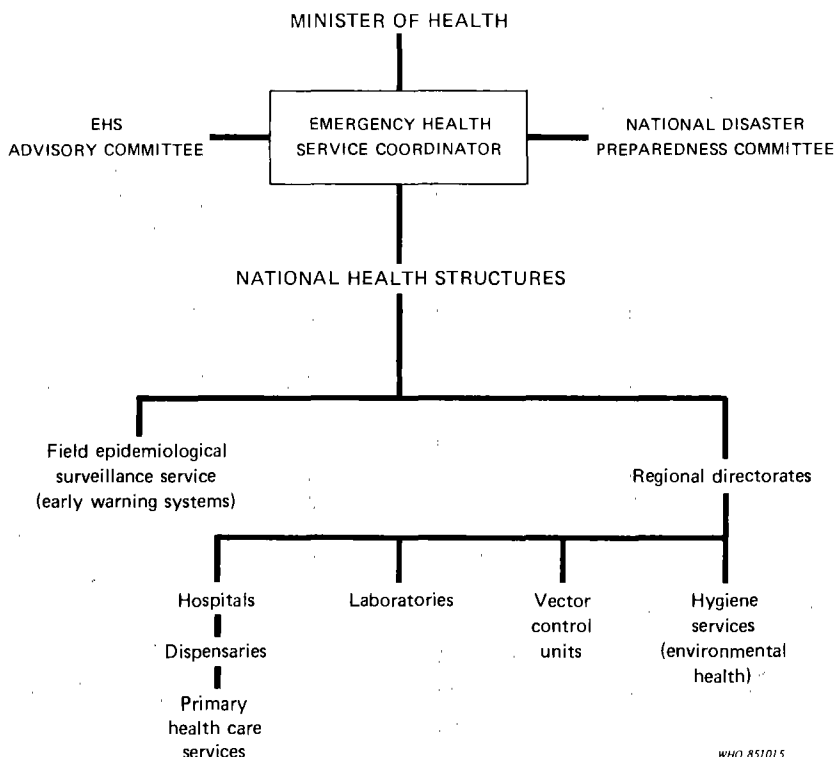 MINISTER OF HEALTH
EHS
ADVISORY COMMITTEE
EMERGENCY HEALTH
SERVICE COORDINATOR
NATIONAL DISASTER
PREPAREDNESS COMMITTEE
NATIONAL HEALTH STRUCTURES
Field epidemiological
surveillance service
(early warning systems)
Regional directorates
Hospitals
Dispensaries
Primary
health care
services
Laboratories
Vector
control
units
Hygiene
services
(environmental
health)
WHO 851015